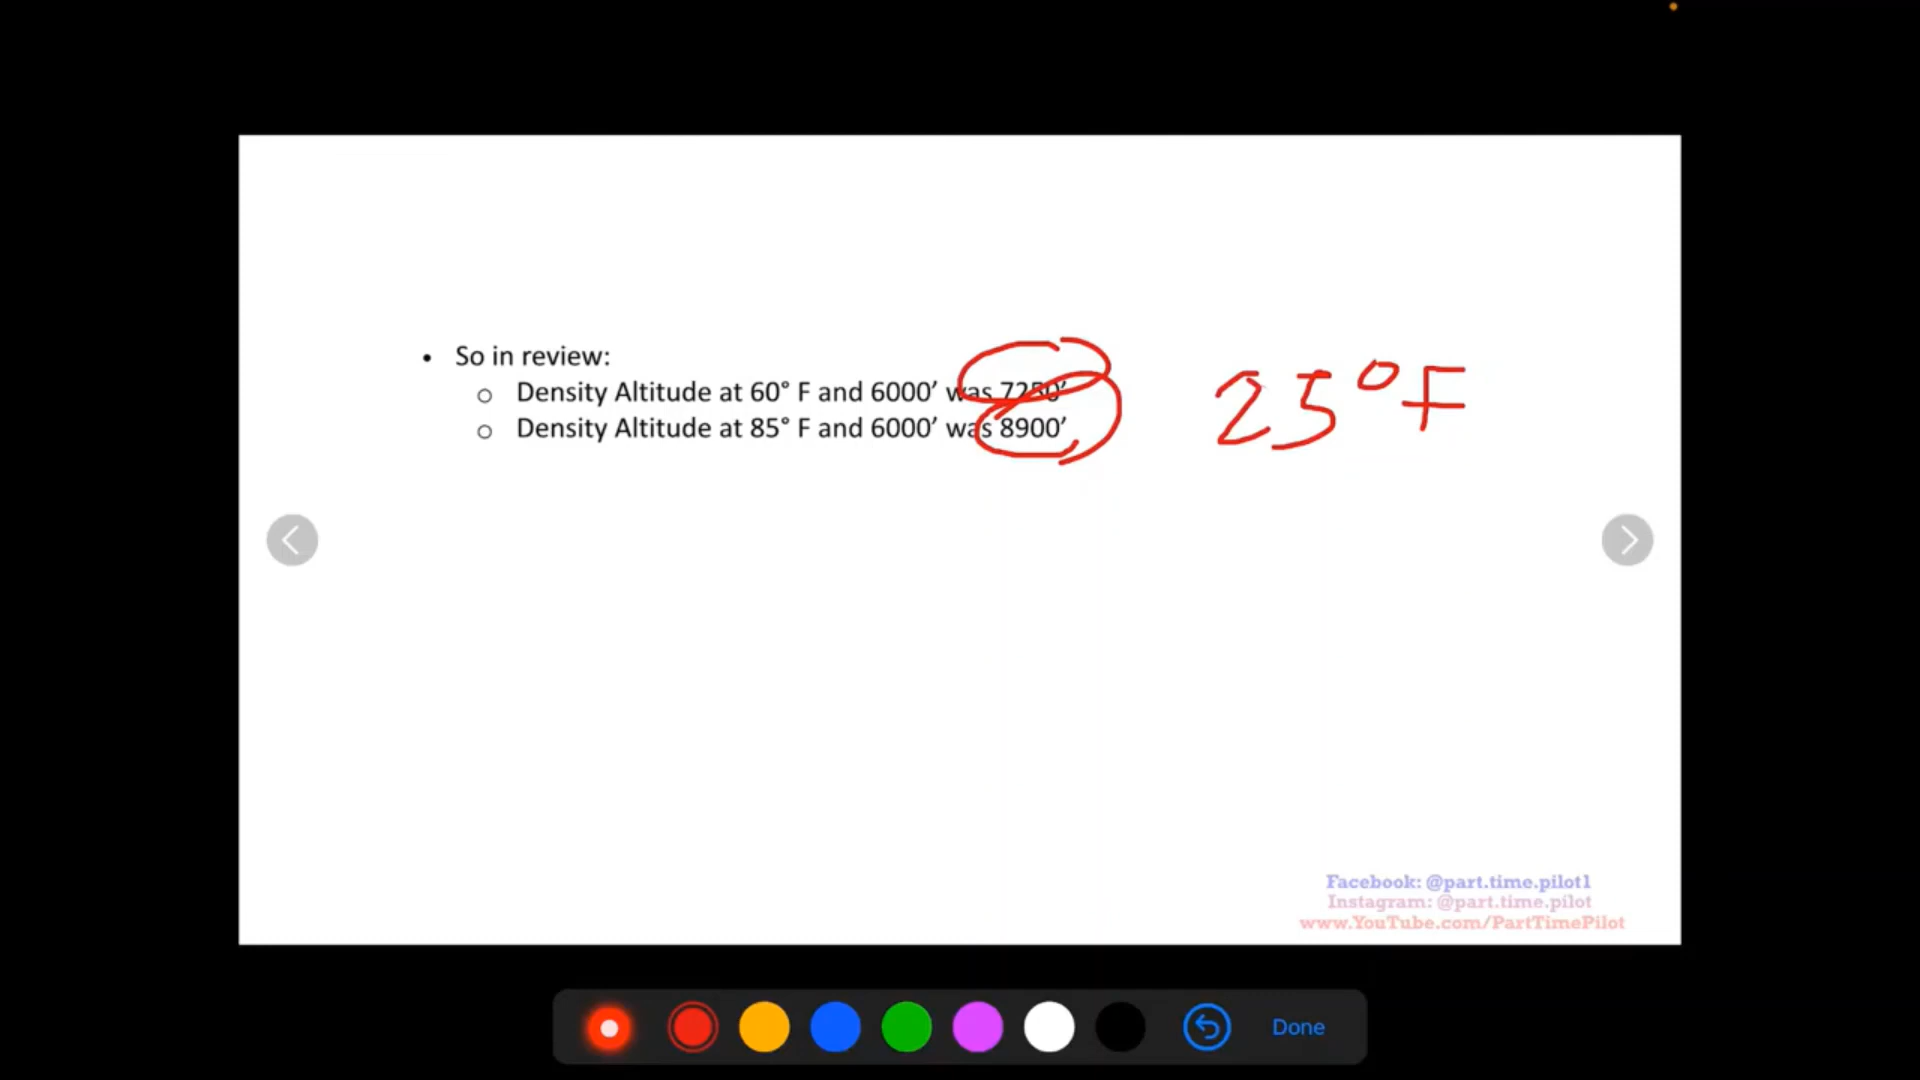 • So in review:
o Density Altitude at 60° F and 6000’ was 7250’
o Density Altitude at 85° F and 6000’ was 8900’
25°F
Facebook: @part.time.pilot1
Instagram: @part.time.pilot
www.YouTube.com/PartTimePilot
Done